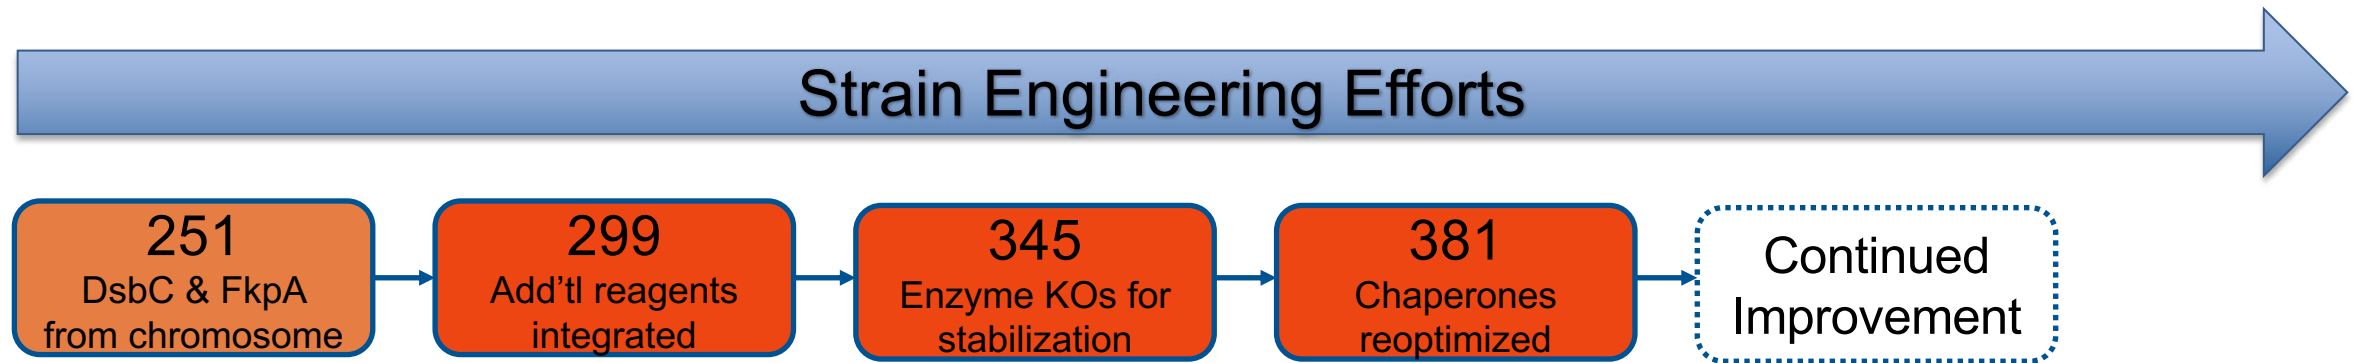 Strain Engineering Efforts
251
DsbC & FkpA
from chromosome
299
Add’tl reagents
integrated
345
Enzyme KOs for
stabilization
381
Chaperones
reoptimized
Continued
Improvement